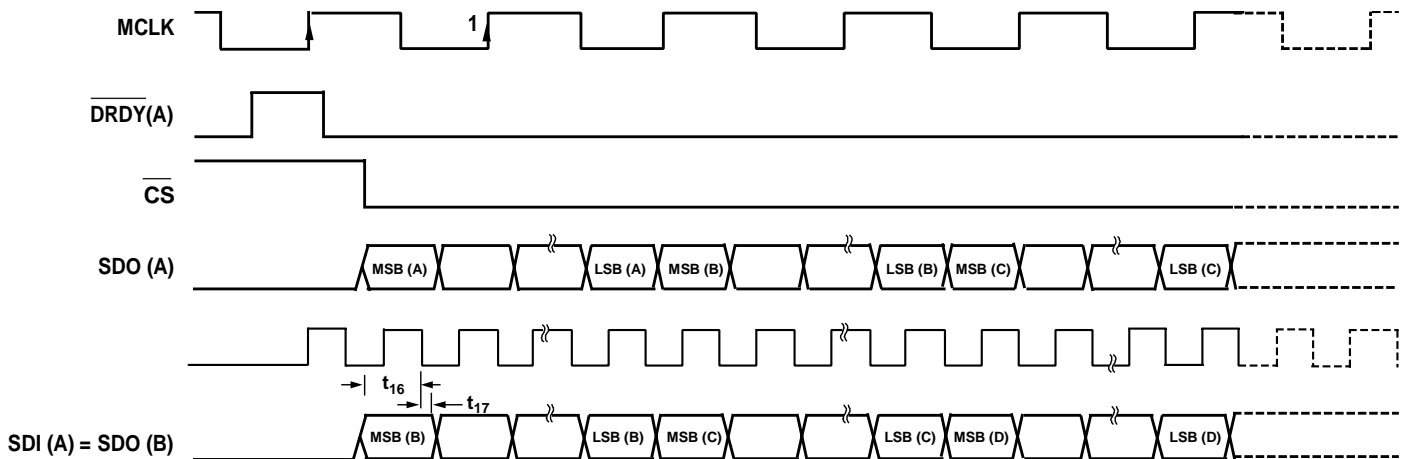 MCLK
1
DRDY(A)
CS
SDO (A)
MSB (A) LSB (A) MSB (B) LSB (B) MSB (C) LSB (C)
t16
t17
SDI (A) = SDO (B)
MSB (B) LSB (B) MSB (C) LSB (C) MSB (D) LSB (D)